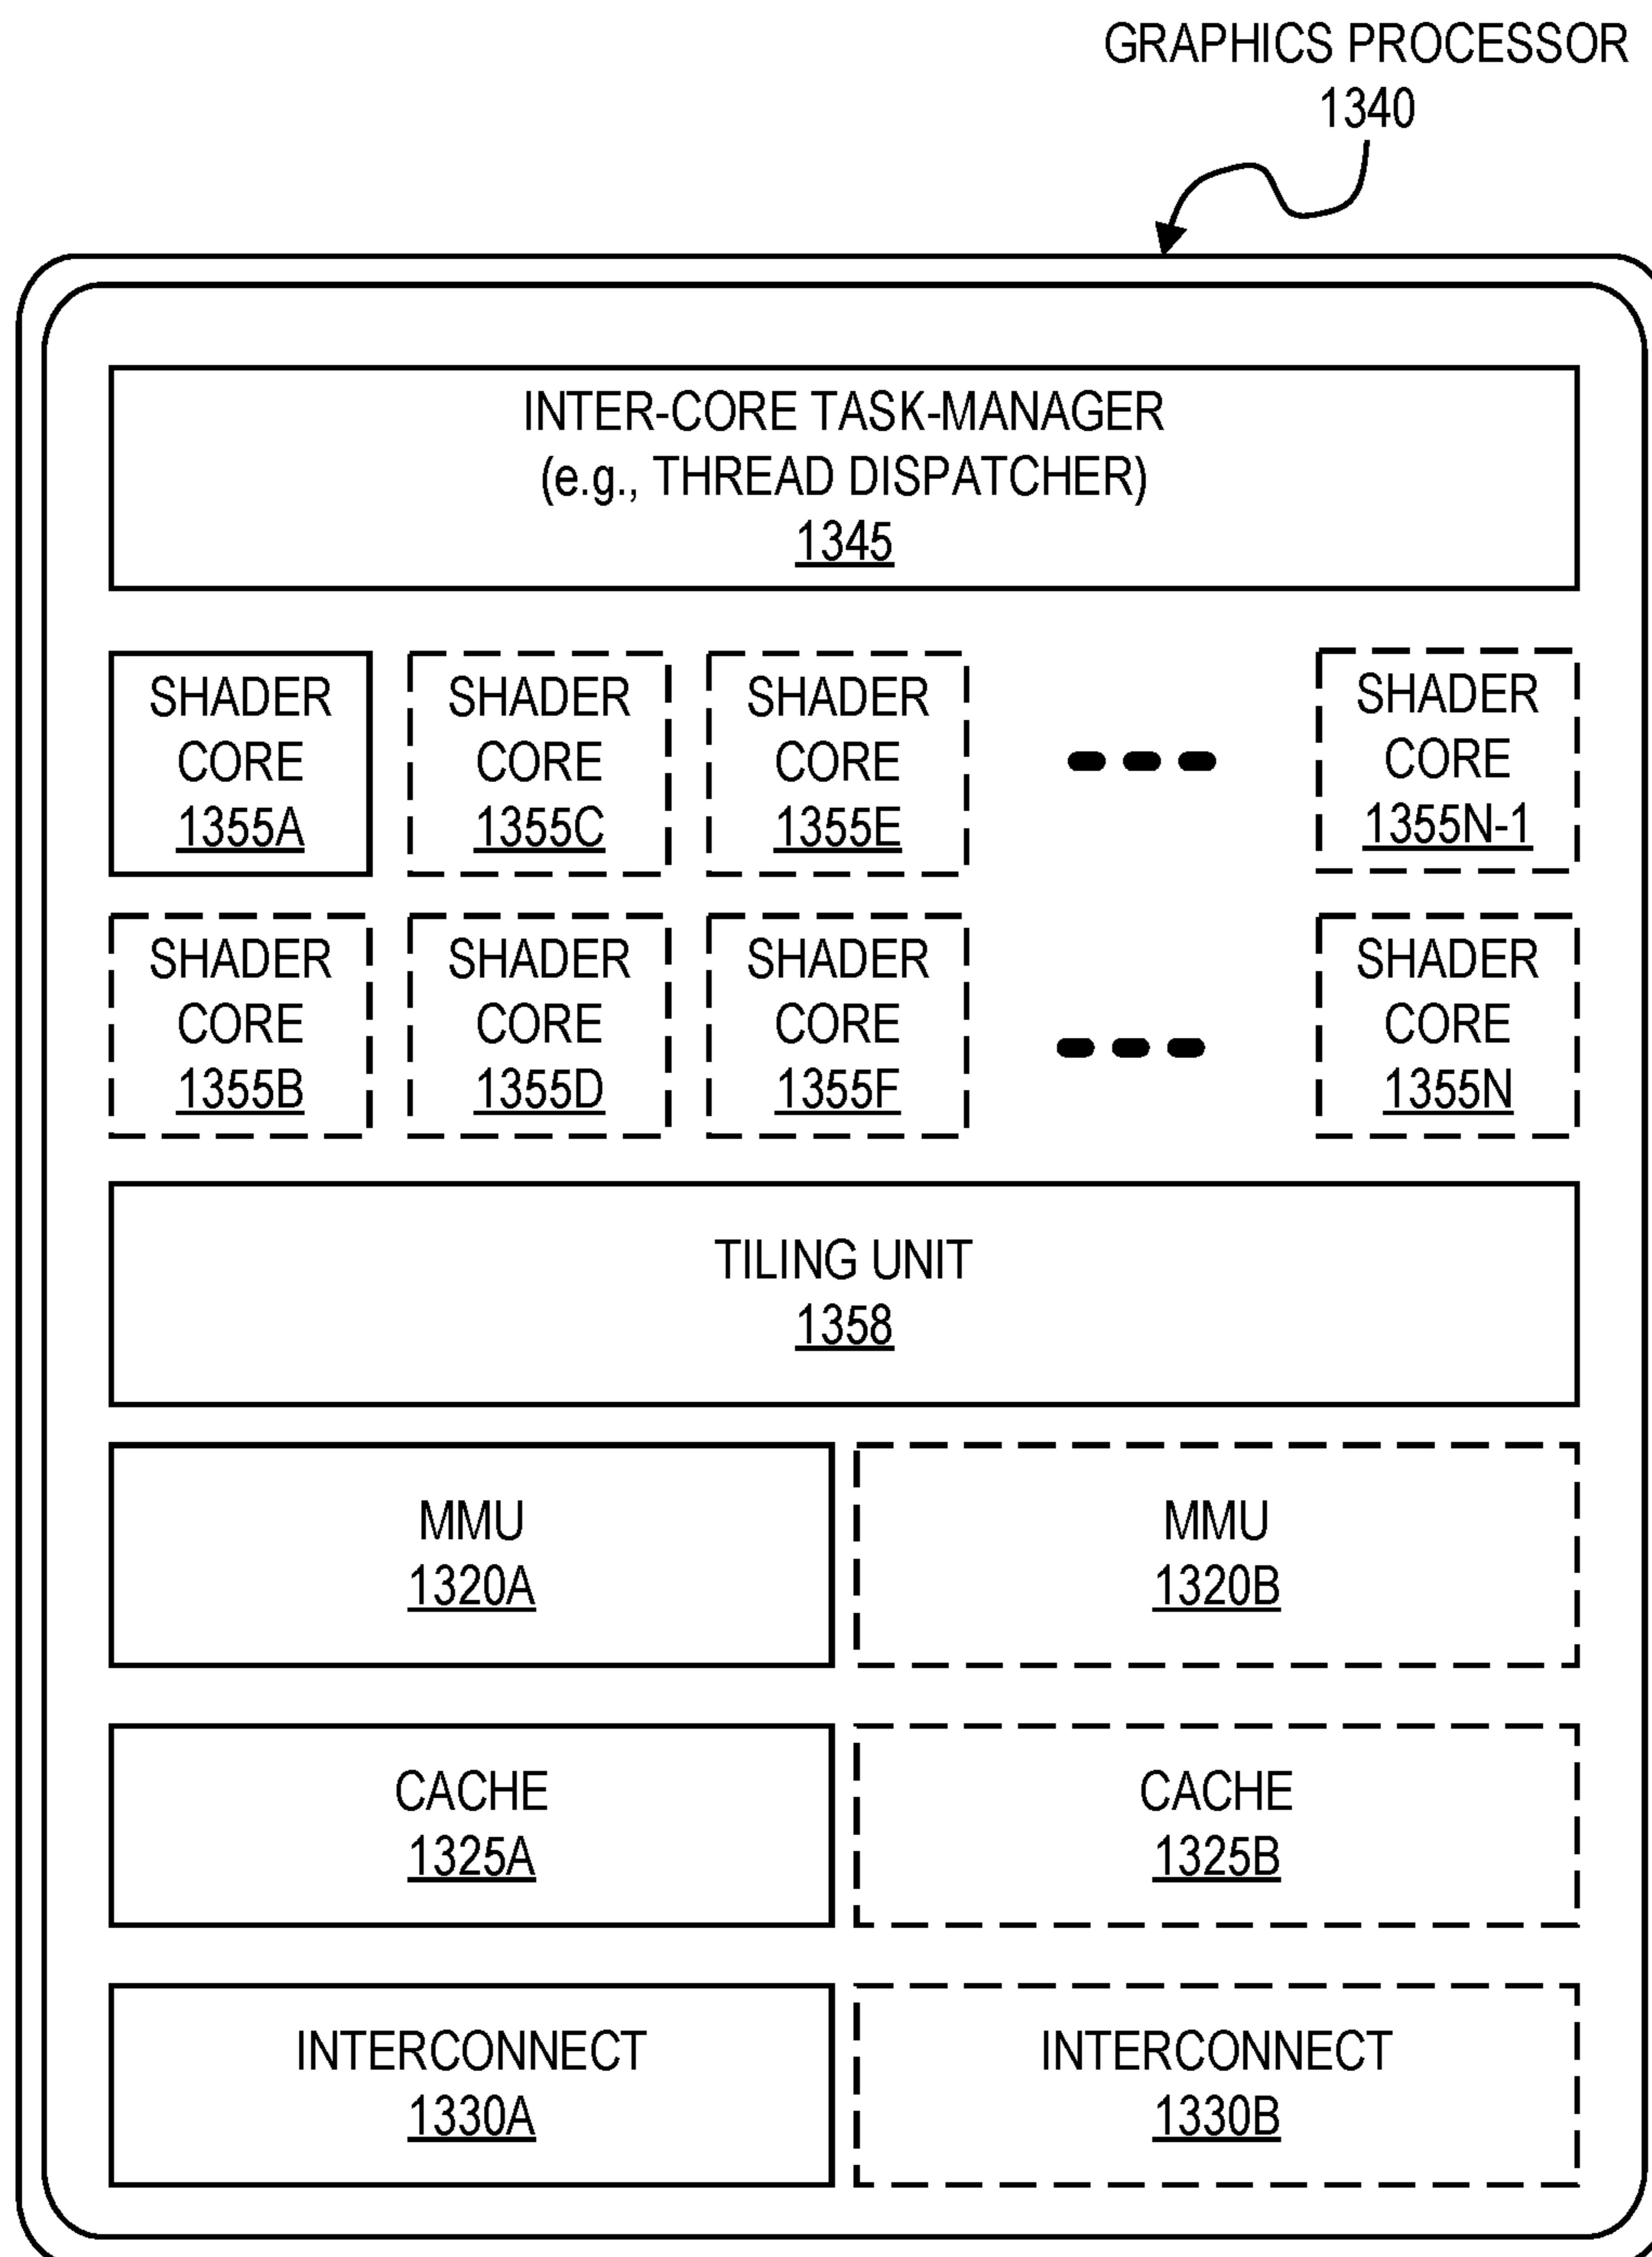 GRAPHICS PROCESSOR
1340
INTER-CORE TASK-MANAGER
(e.g., THREAD DISPATCHER)
1345
SHADER
CORE
1355A
SHADER
CORE
1355C
SHADER
CORE
1355E
SHADER
CORE
1355N-1
SHADER
CORE
1355B
SHADER
CORE
1355D
SHADER
CORE
1355F
SHADER
CORE
1355N
TILING UNIT
1358
MMU
1320A
MMU
1320B
CACHE
1325A
CACHE
1325B
INTERCONNECT
1330A
INTERCONNECT
1330B